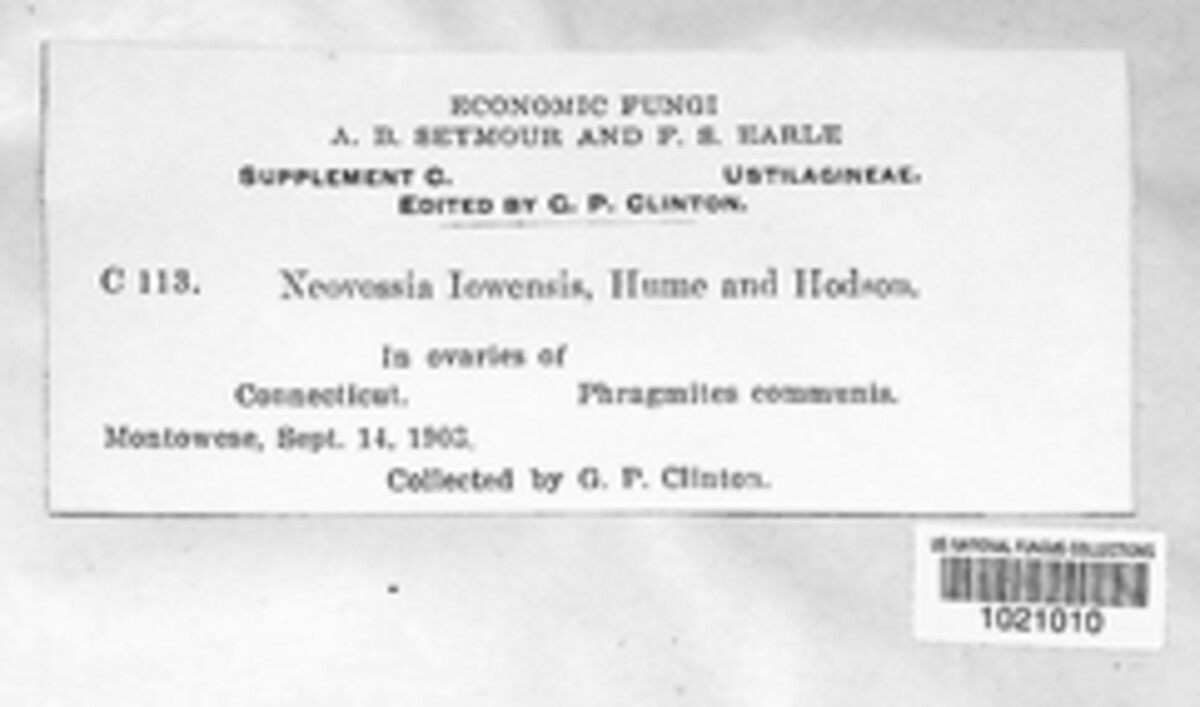 ECONOMIC FUNGI
A. B. SEYMOUR AND F. S. EARLE
SUPPLEMENT C. USTILAGINEAE.
EDITED BY G. P. CLINTON.
C 113. Neovossia Iowensis, Hume and Hodson.
In ovaries of
Connecticut. Phragmites communis.
Montowese, Sept. 14, 1903.
Collected by G. P. Clinton.
US NATIONAL FUNGUS COLLECTIONS
1021010